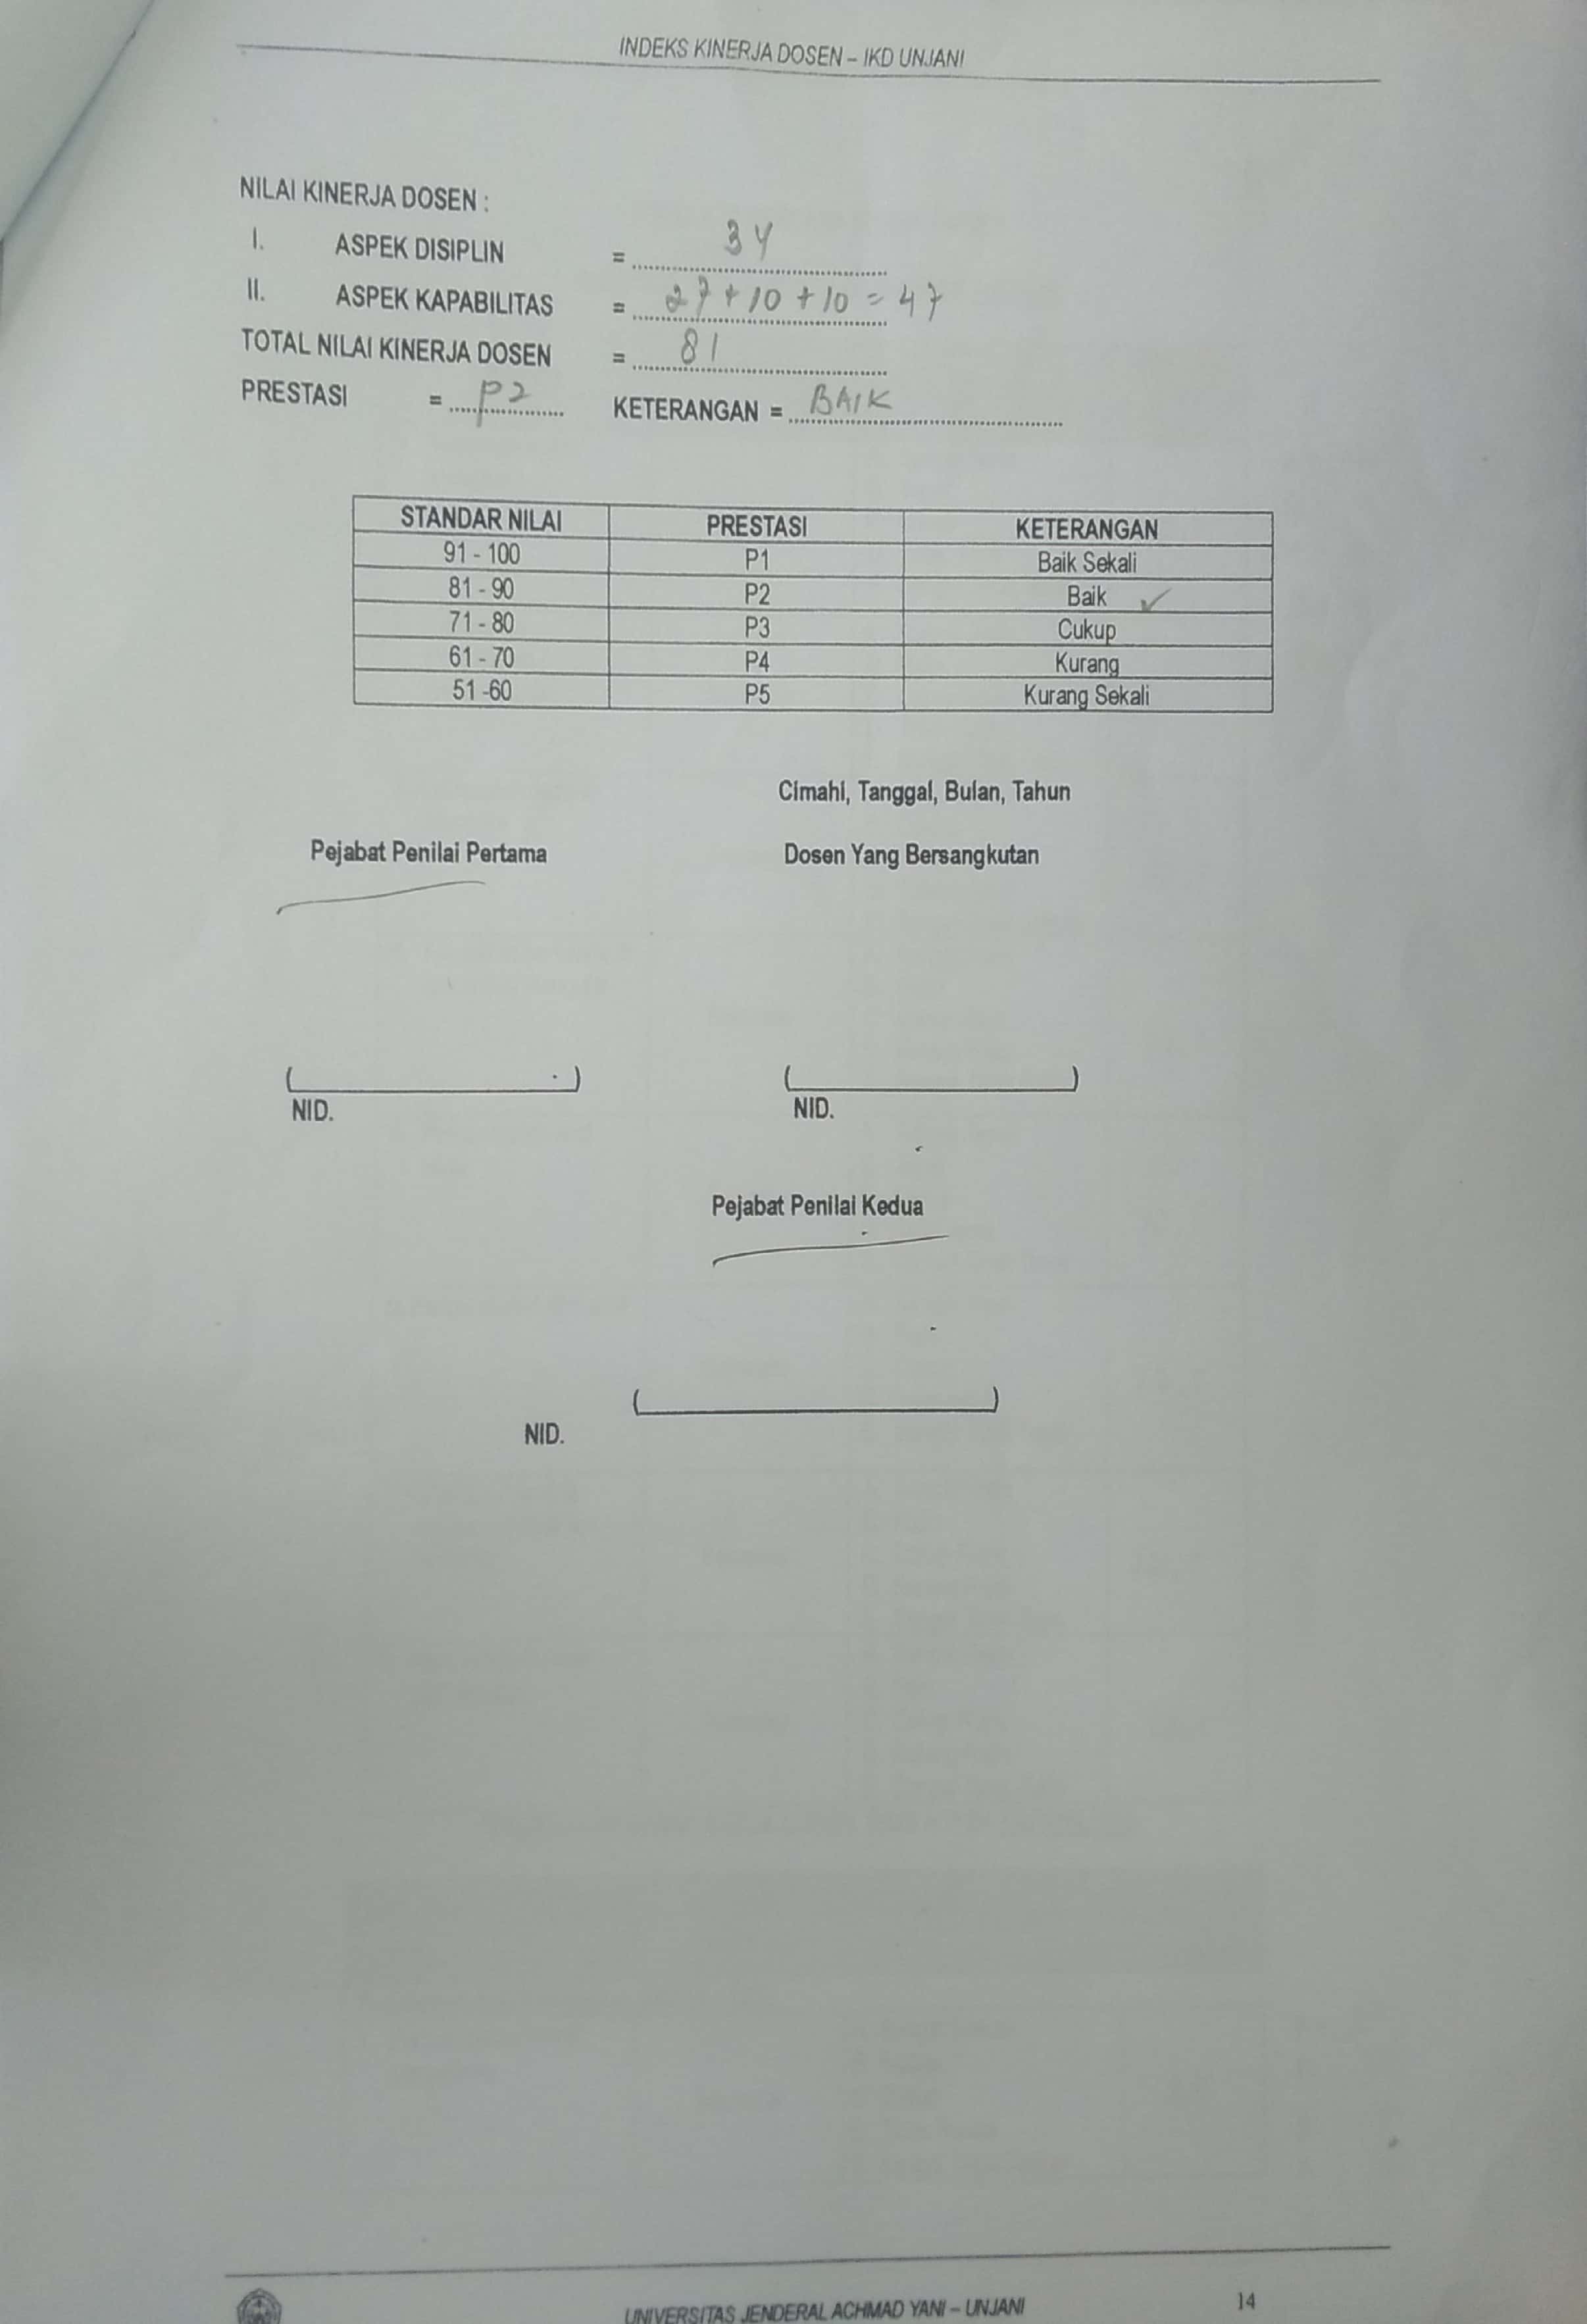 INDEKS KINERJA DOSEN – IKD UNJANI
NILAI KINERJA DOSEN :
I. ASPEK DISIPLIN = 34
II. ASPEK KAPABILITAS = 27 + 10 + 10 = 47
TOTAL NILAI KINERJA DOSEN = 81
PRESTASI = P2 KETERANGAN = BAIK
STANDAR NILAI PRESTASI KETERANGAN
91 - 100 P1 Baik Sekali
81 - 90 P2 Baik ✓
71 - 80 P3 Cukup
61 - 70 P4 Kurang
51 -60 P5 Kurang Sekali
Cimahi, Tanggal, Bulan, Tahun
Pejabat Penilai Pertama Dosen Yang Bersangkutan
( ) ( )
NID. NID.
Pejabat Penilai Kedua
( )
NID.
UNIVERSITAS JENDERAL ACHMAD YANI – UNJANI 14